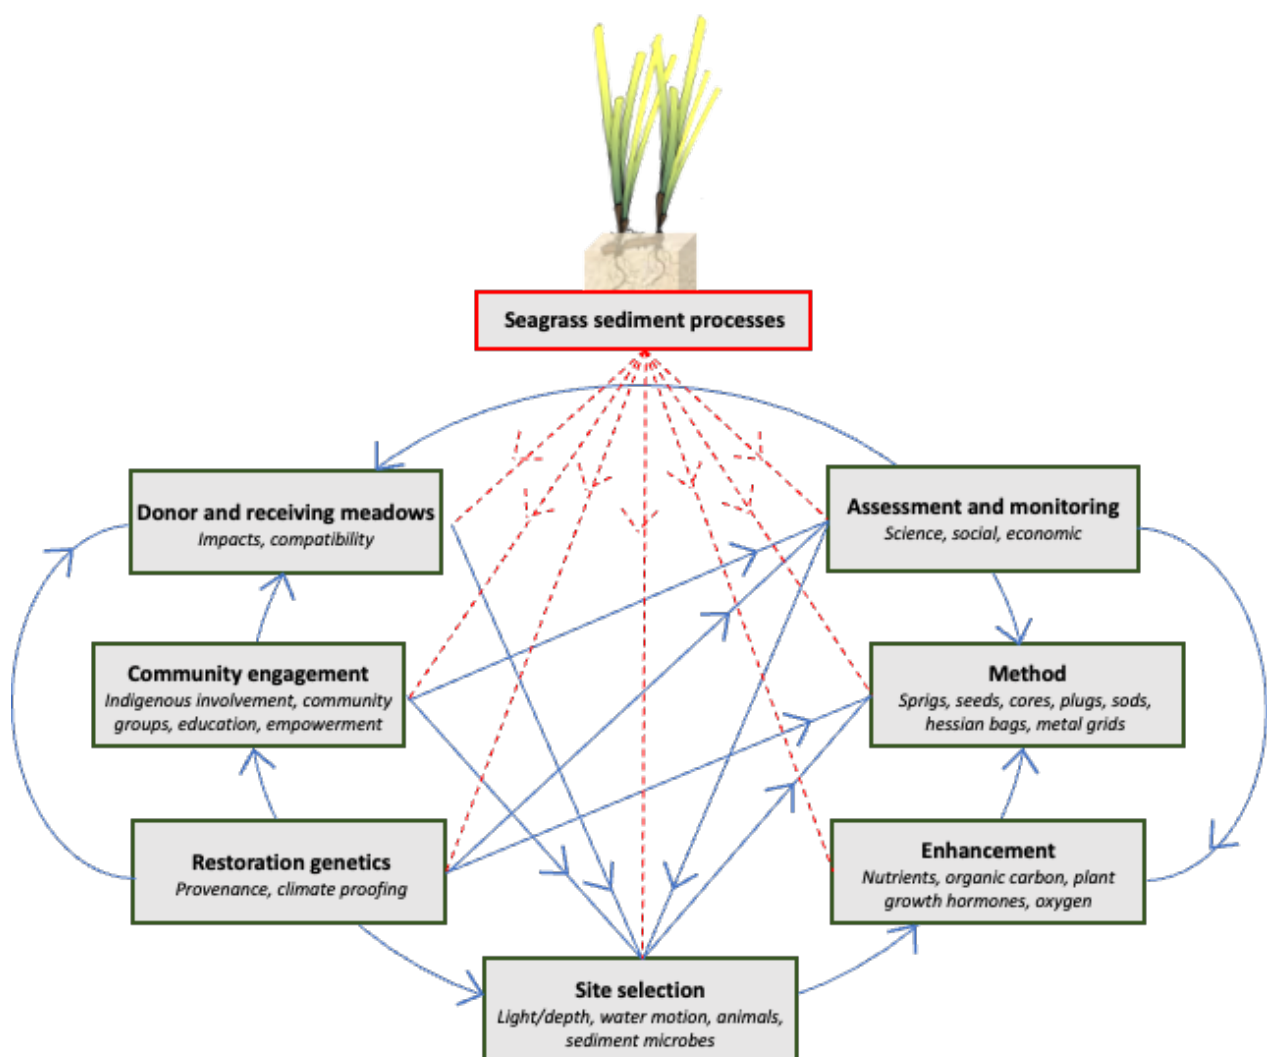 Seagrass sediment processes
Donor and receiving meadows
Impacts, compatibility
Assessment and monitoring
Science, social, economic
Community engagement
Indigenous involvement, community
groups, education, empowerment
Method
Sprigs, seeds, cores, plugs, sods,
hessian bags, metal grids
Restoration genetics
Provenance, climate proofing
Enhancement
Nutrients, organic carbon, plant
growth hormones, oxygen
Site selection
Light/depth, water motion, animals,
sediment microbes